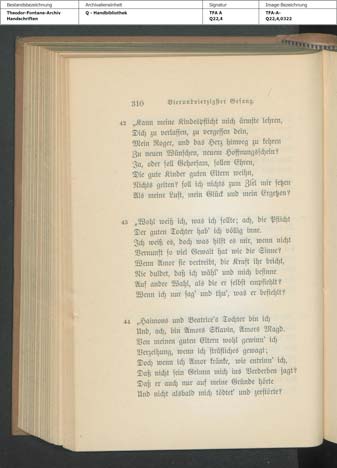 Bestandsbezeichnung Archivalieneinheit Signatur Image-Bezeichnung
Theodor-Fontane-Archiv Q - Handbibliothek TFA A TFA-A-
Handschriften Q22,4 Q22,4,0322
310 Vierundvierzigster Gesang.
42 „Kann meine Kindespflicht mich ärmste lehren,
Dich zu verlassen, zu vergessen dein,
Mein Roger, und das Herz hinweg zu kehren
Zu neuen Wünschen, neuem Hoffnungsschein?
Ja, oder soll Gehorsam, sollen Ehren,
Die gute Kinder guten Eltern weihn,
Nichts gelten? soll ich nichts zum Ziel mir setzen
Als meine Lust, mein Glück und mein Ergetzen?
43 „Wohl weiß ich, was ich sollte; ach, die Pflicht
Der guten Tochter hab' ich völlig inne.
Ich weiß es, doch was hilft es mir, wenn nicht
Vernunft so viel Gewalt hat wie die Sinne?
Wenn Amor sie vertreibt, die Kraft ihr bricht,
Nie duldet, daß ich wähl' und mich besinne
Auf ander Wahl, als die er selbst empfiehlt?
Wenn ich nur sag' und thu', was er befiehlt?
44 „Haimons und Beatrice's Tochter bin ich
Und, ach, bin Amors Sklavin, Amors Magd.
Von meinen guten Eltern wohl gewinn' ich
Verzeihung, wenn ich sträfliches gewagt;
Doch wenn ich Amor kränke, wie entrinn' ich,
Daß nicht sein Grimm mich ins Verderben jagt?
Daß er auch nur auf meine Gründe hörte
Und nicht alsbald mich tödtet' und zerstörte?